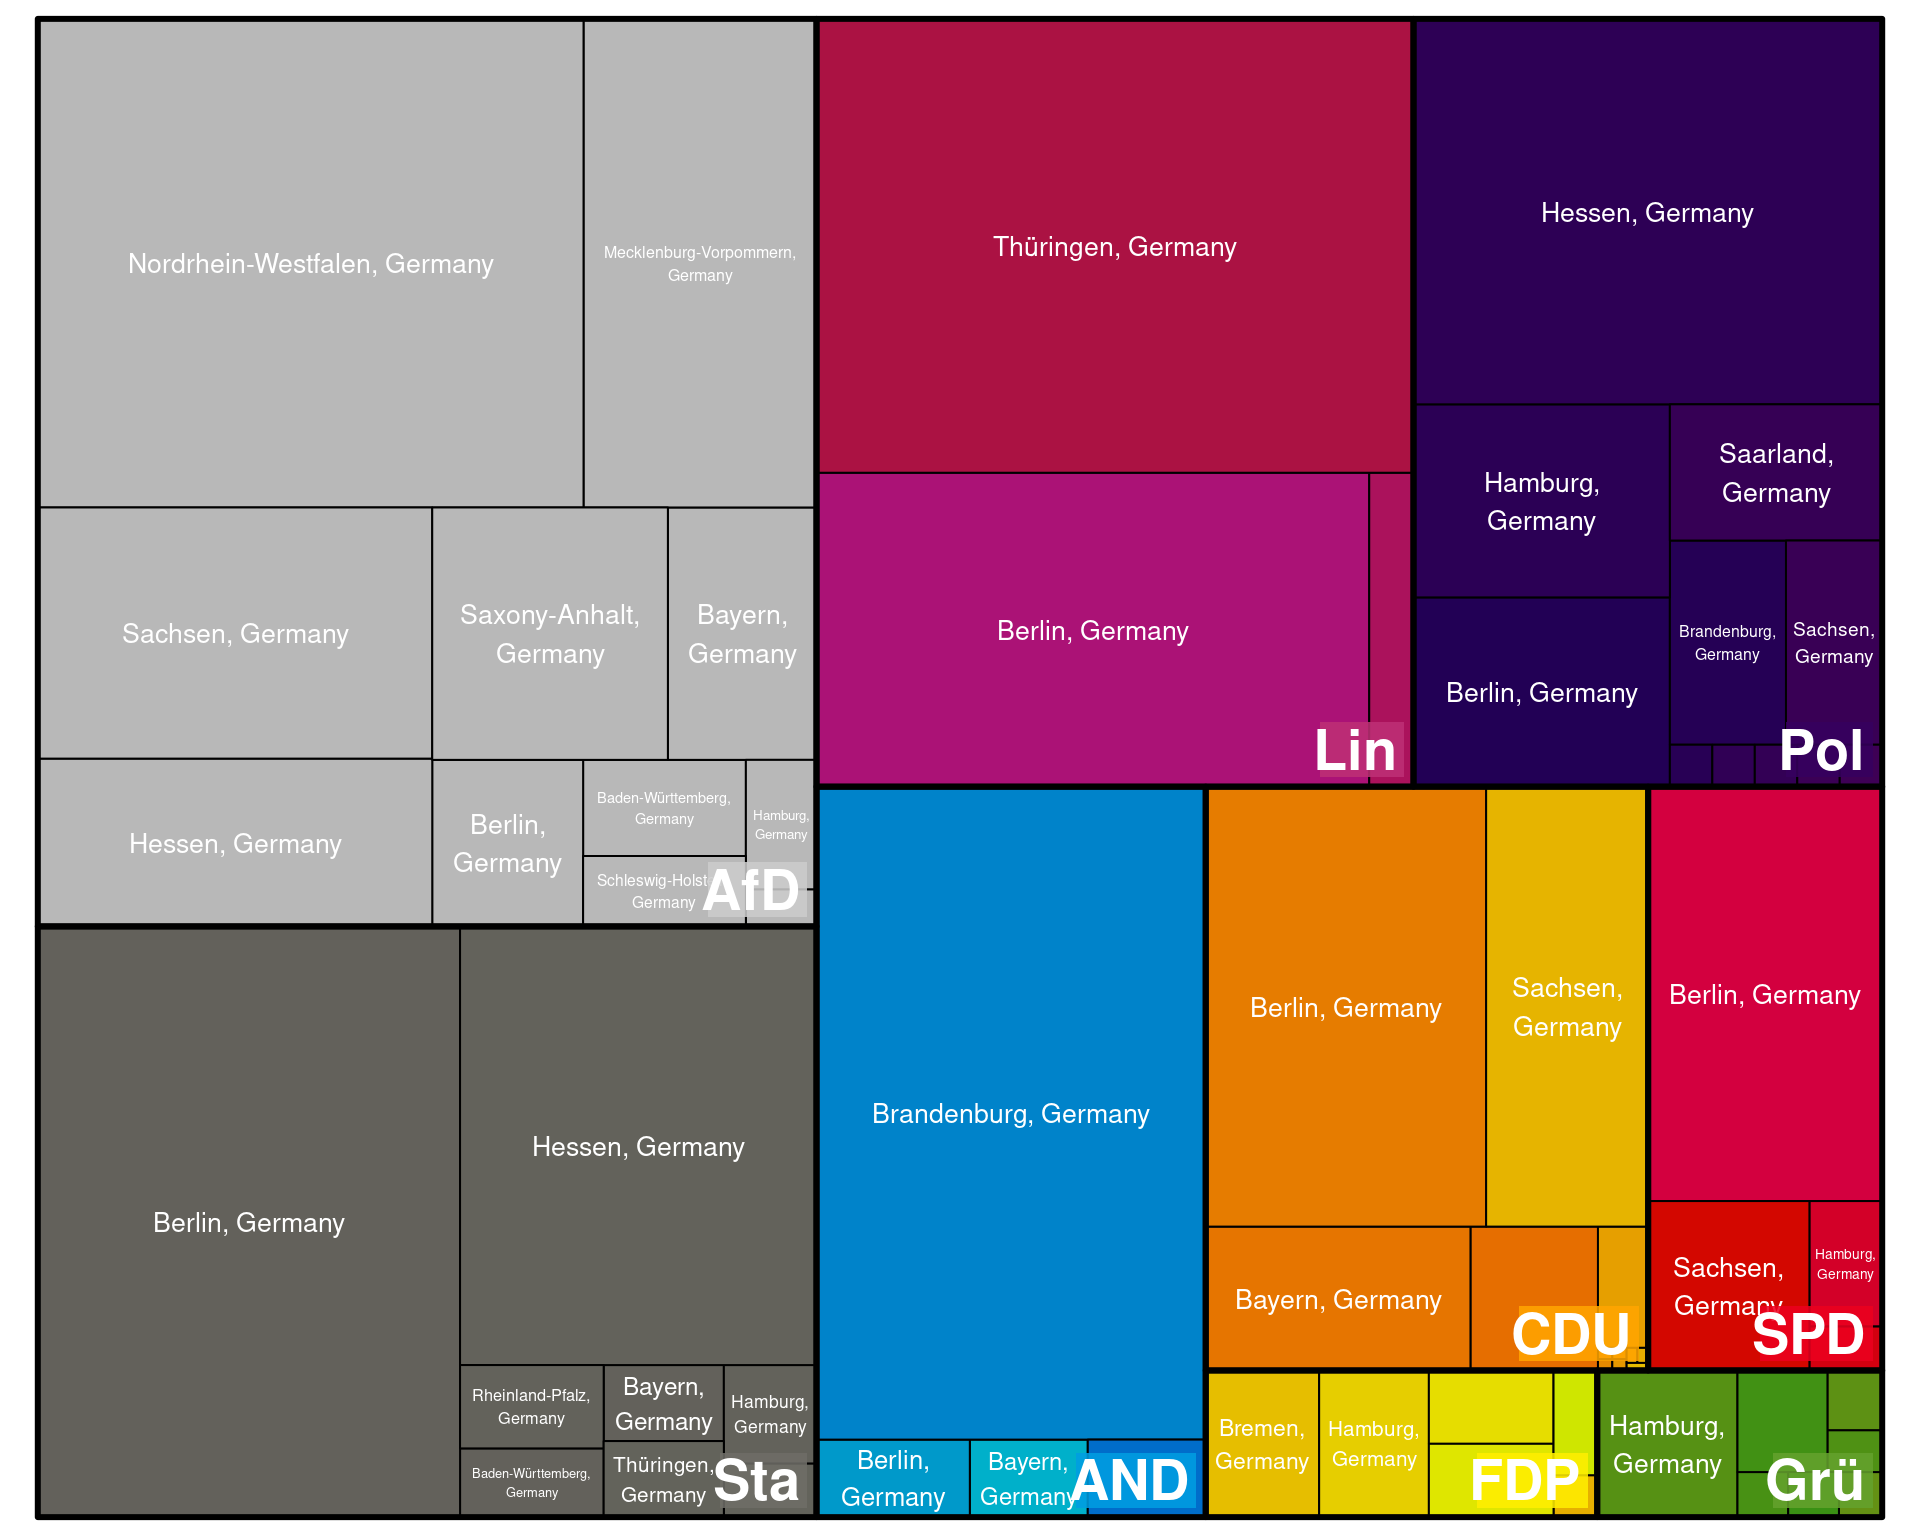 Nordrhein-Westfalen, Germany
Mecklenburg-Vorpommern,
Germany
Sachsen, Germany
Saxony-Anhalt,
Germany
Bayern,
Germany
Hessen, Germany
Berlin,
Germany
Baden-Württemberg,
Germany
Schleswig-Holst
Germany
Hamburg,
Germany
AfD
Berlin, Germany
Hessen, Germany
Rheinland-Pfalz,
Germany
Baden-Württemberg,
Germany
Bayern,
Germany
Thüringen,
Germany
Hamburg,
Germany
Sta
Thüringen, Germany
Berlin, Germany
Lin
Hessen, Germany
Hamburg,
Germany
Berlin, Germany
Saarland,
Germany
Brandenburg,
Germany
Sachsen,
Germany
Pol
Brandenburg, Germany
Berlin,
Germany
Bayern,
Germany
AND
Berlin, Germany
Sachsen,
Germany
Bayern, Germany
CDU
Berlin, Germany
Sachsen,
Germany
Hamburg,
Germany
SPD
Bremen,
Germany
Hamburg,
Germany
FDP
Hamburg,
Germany
Grü